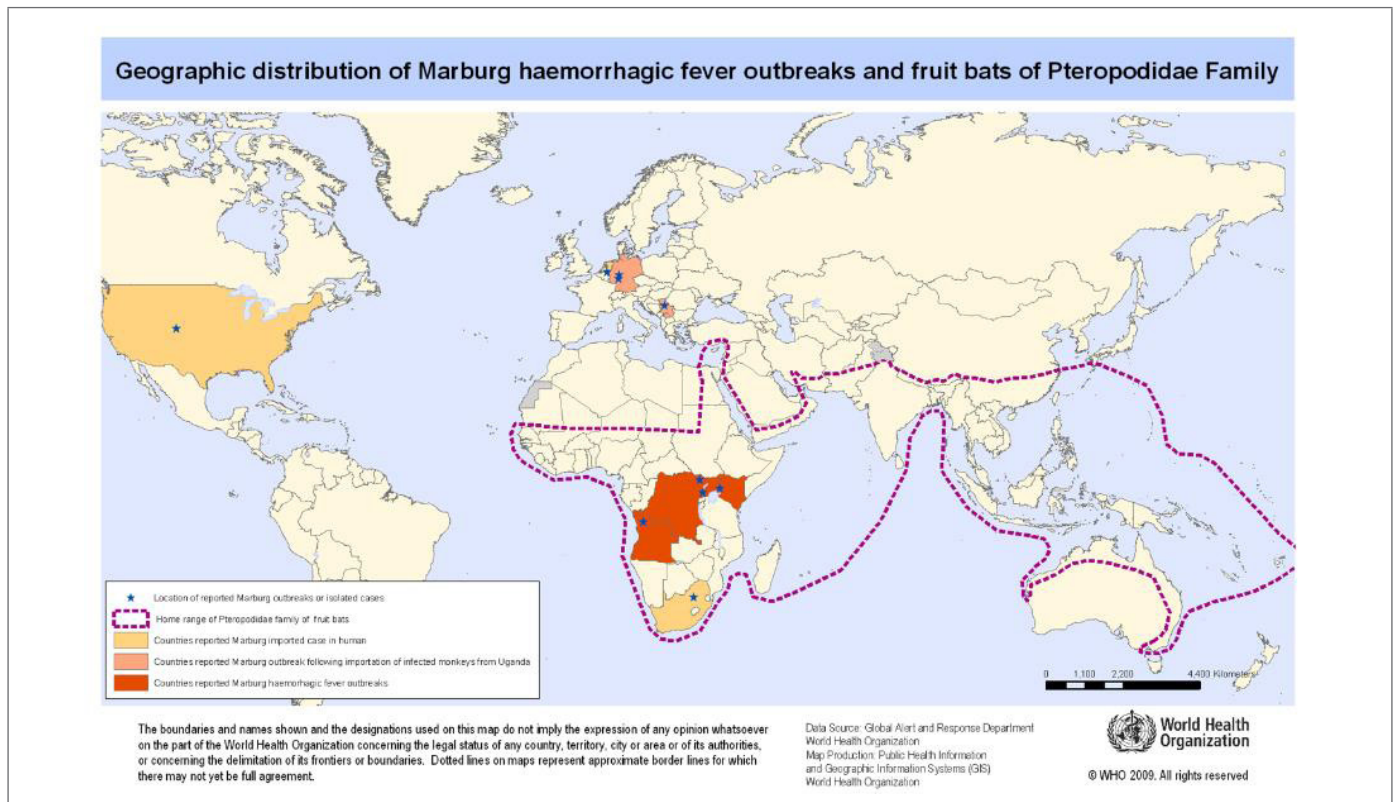 Geographic distribution of Marburg haemorrhagic fever outbreaks and fruit bats of Pteropodidae Family
Location of reported Marburg outbreaks or isolated cases
Home range of Pteropodidae family of fruit bats
Countries reported Marburg imported case in human
Countries reported Marburg outbreak following importation of infected monkeys from Uganda
Countries reported Marburg haemorrhagic fever outbreaks
0 1,100 2,200 4,400 Kilometers
The boundaries and names shown and the designations used on this map do not imply the expression of any opinion whatsoever
on the part of the World Health Organization concerning the legal status of any country, territory, city or area or of its authorities,
or concerning the delimitation of its frontiers or boundaries. Dotted lines on maps represent approximate border lines for which
there may not yet be full agreement.
Data Source: Global Alert and Response Department
World Health Organization
Map Production: Public Health Information
and Geographic Information Systems (GIS)
World Health Organization
World Health
Organization
© WHO 2009. All rights reserved